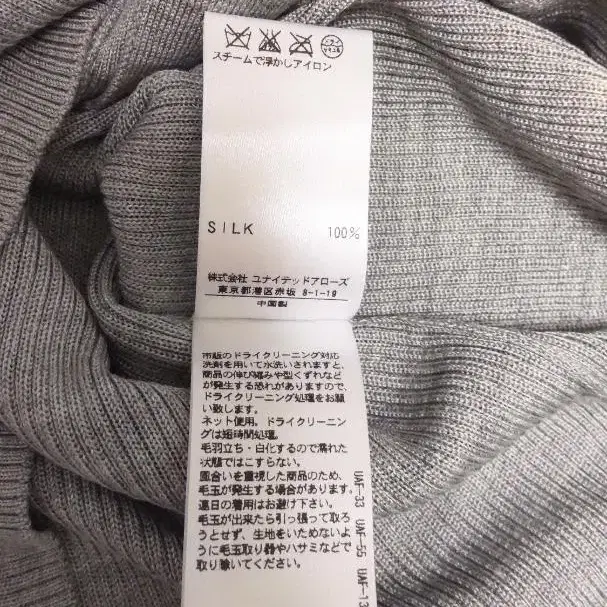 スチームで浮かしアイロン
SILK 100%
株式会社 ユナイテッドアローズ
東京都港区赤坂 8-1-19
中国製
市販のドライクリーニング対応
洗剤を用いて水洗いされますと、
商品の伸び縮みや型くずれなど
が発生する恐れがありますので、
ドライクリーニング処理をお願
い致します。
ネット使用。ドライクリーニン
グは短時間処理。
毛羽立ち・白化するので濡れた
状態ではこすらない。
風合いを重視した商品のため、
毛玉が発生する場合があります。
連日の着用はお避け下さい。
毛玉が出来たら引っ張って取ろ
うとせず、生地をいためないよ
うに毛玉取り器やハサミなどで
取り除いてください。
UAF-33 UAF-55 UAF-13